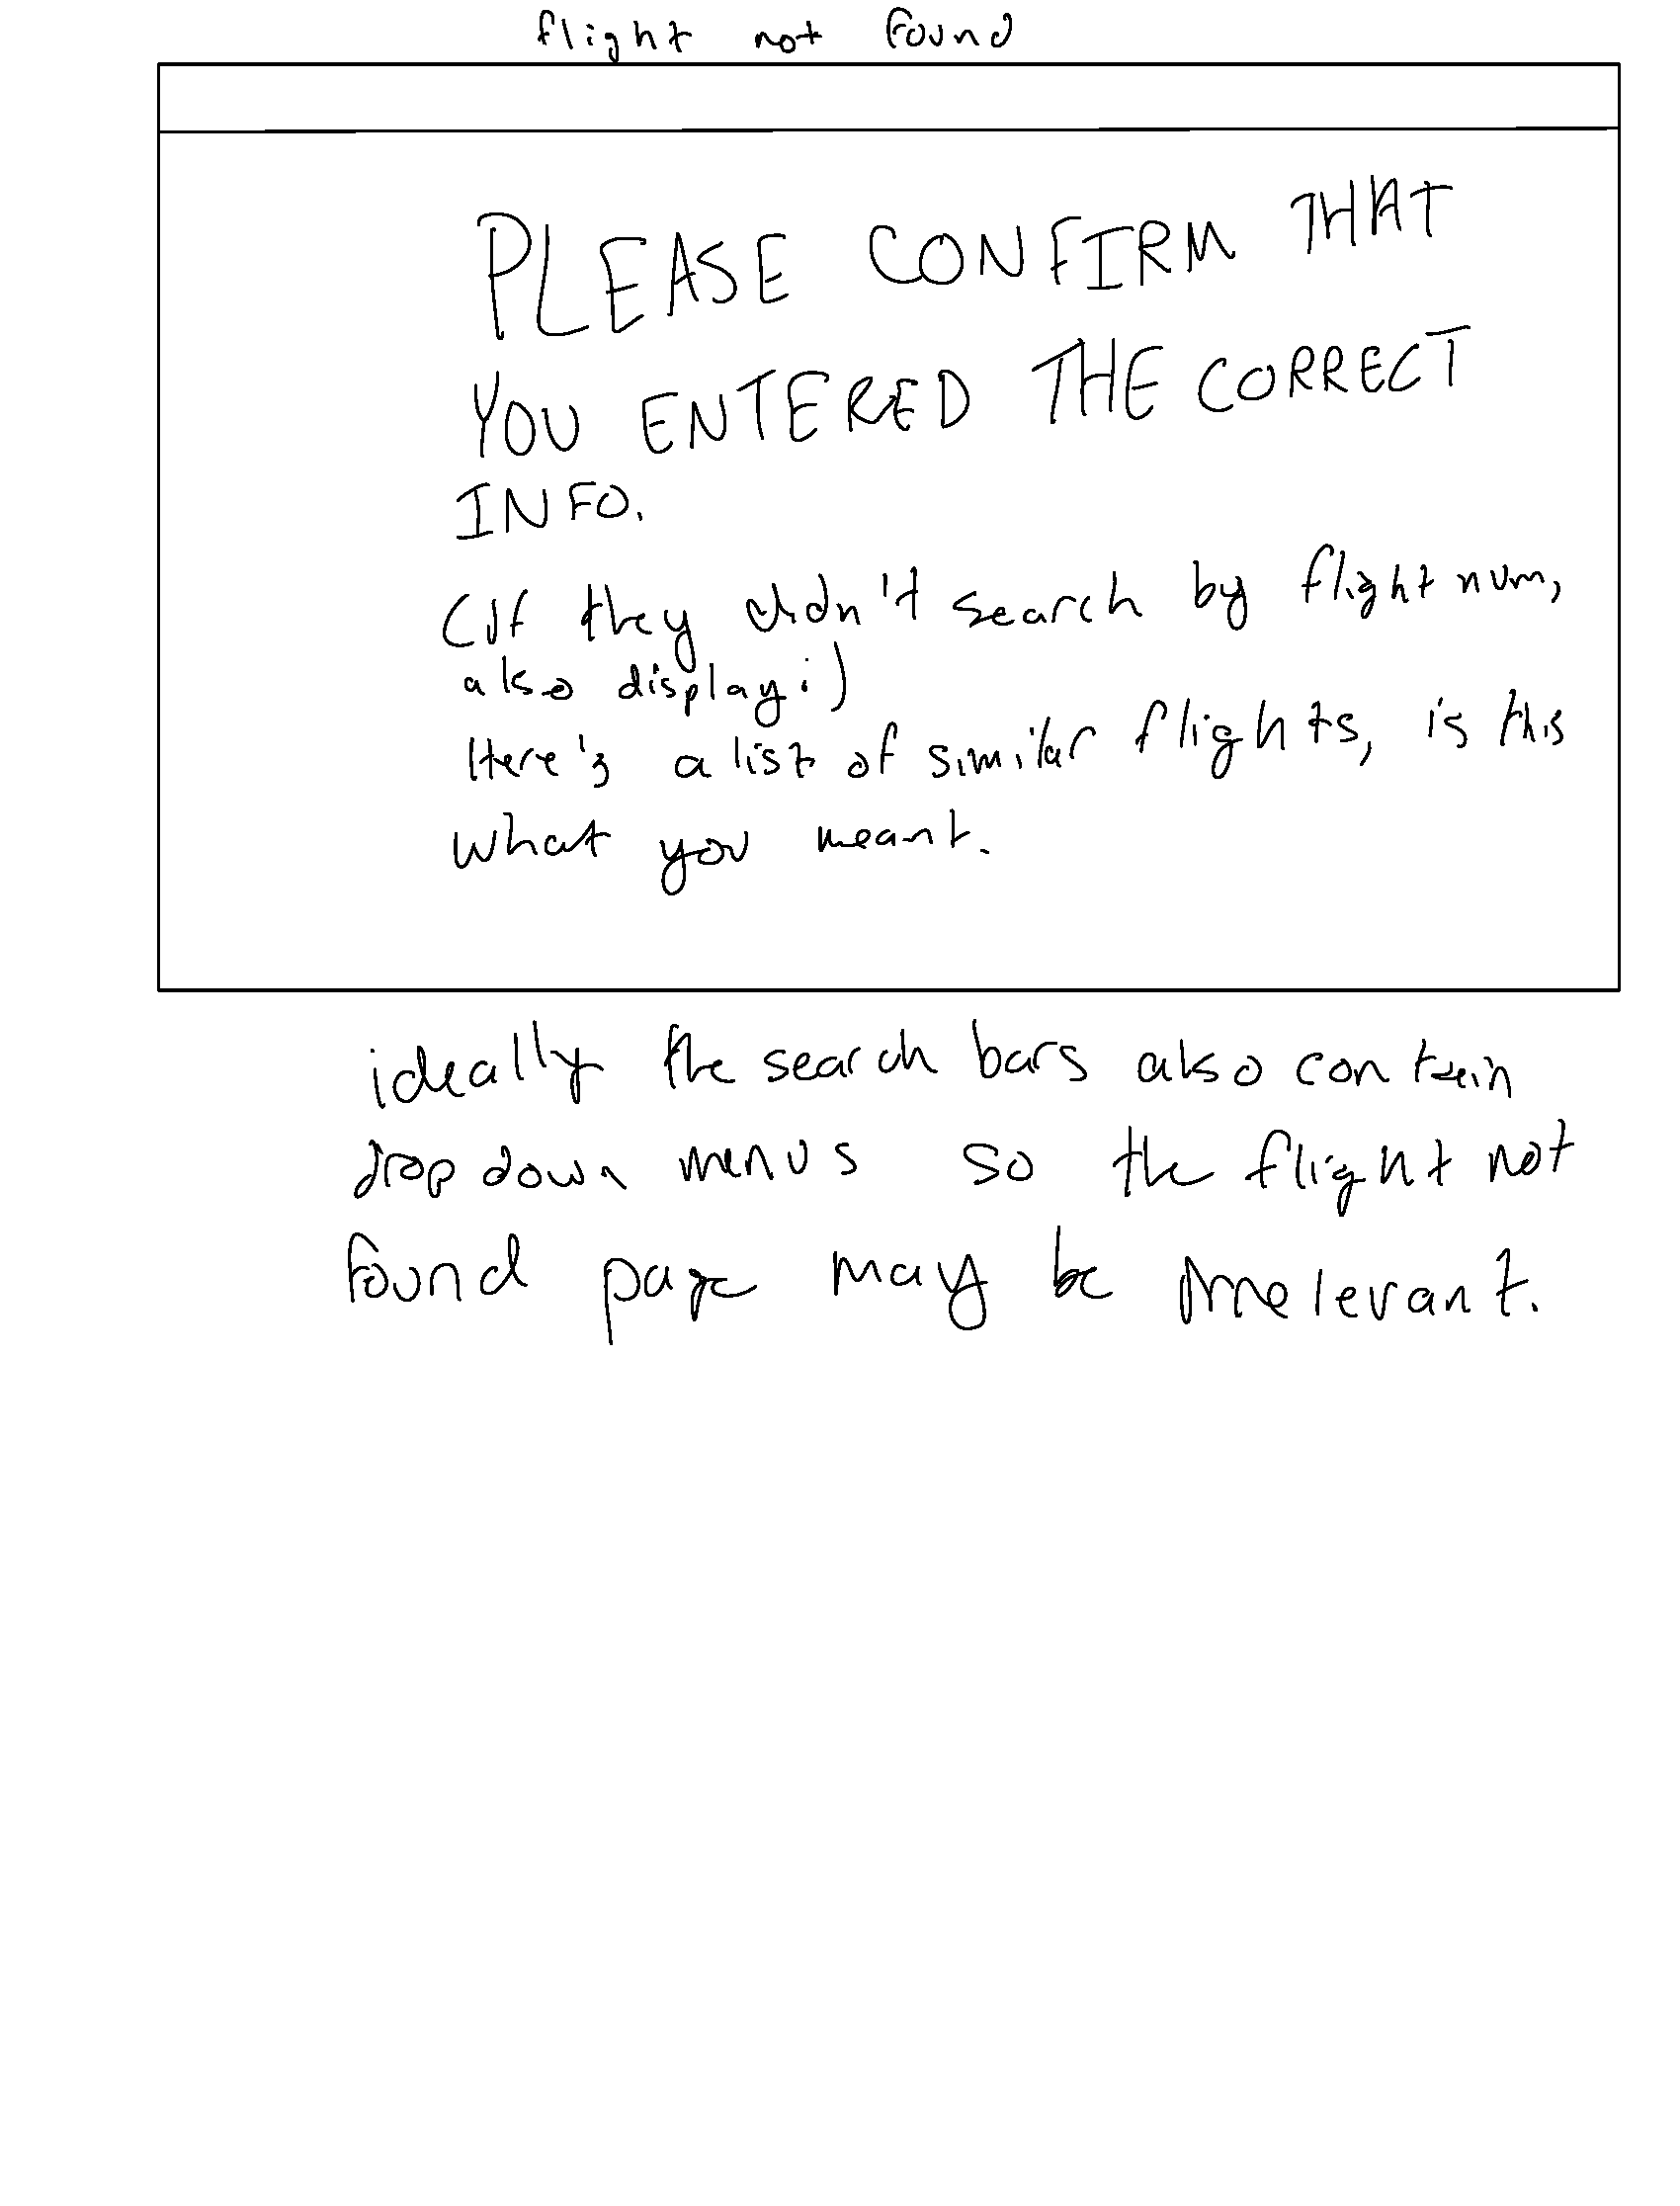 flight not found
PLEASE CONFIRM THAT
YOU ENTERED THE CORRECT
INFO.
(If they didn't search by flight num,
also display:)
Here's a list of similar flights, is this
what you meant.
ideally the search bars also contain
dropdown menus so the flight not
found page may be irrelevant.